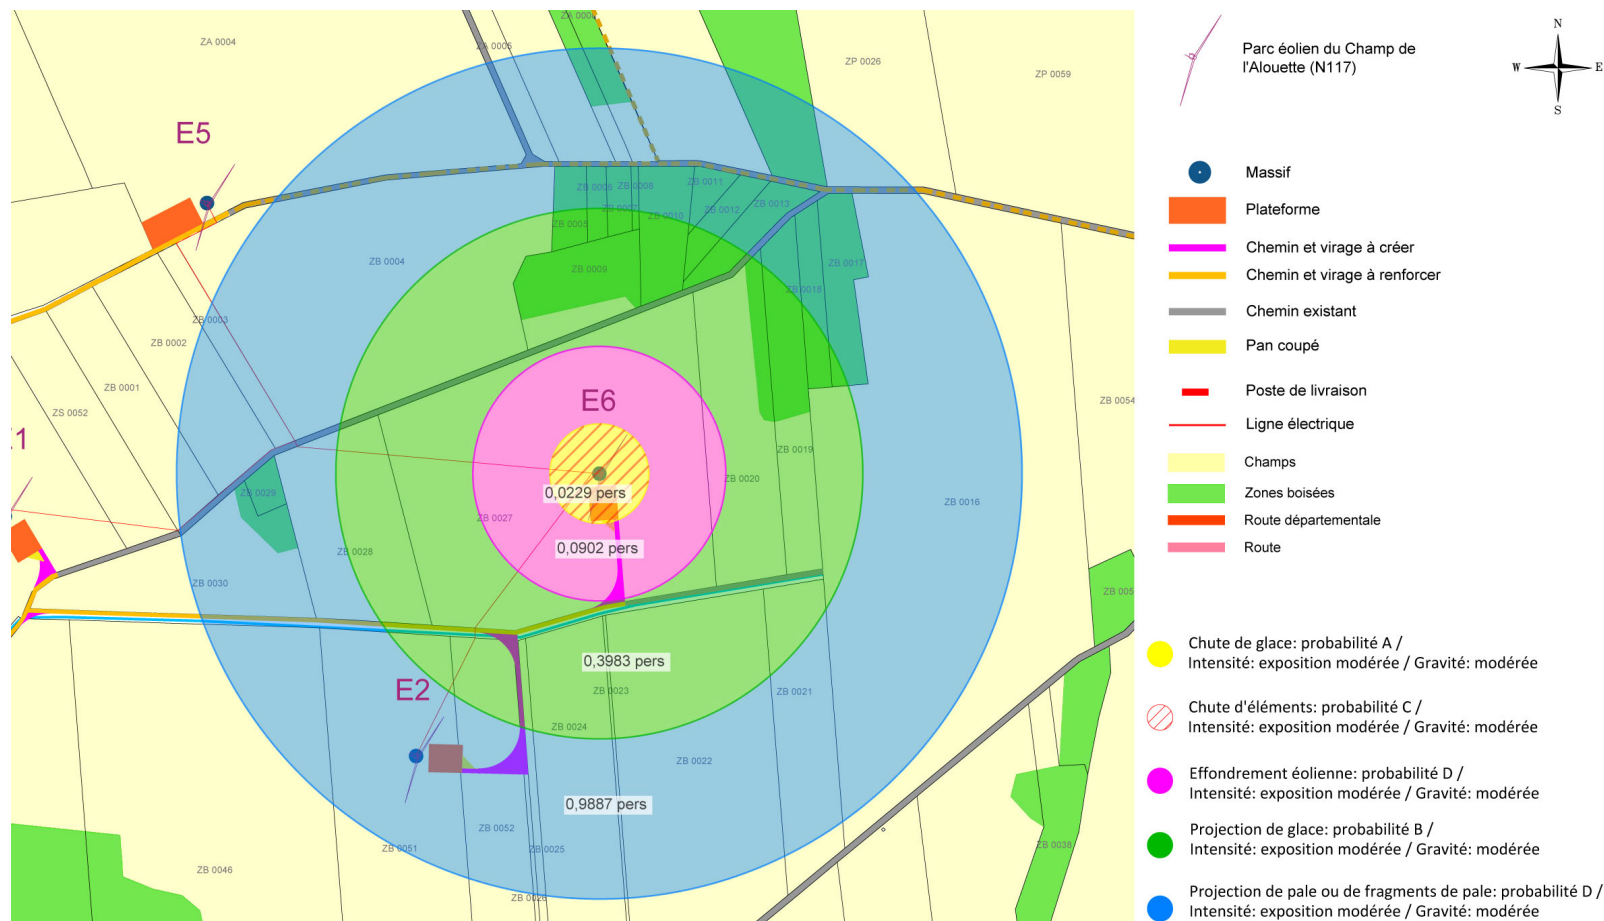 ZA 0004
ZA 0005
ZA 0006
ZP 0026
ZP 0059
E5
ZB 0006
ZB 0008
ZB 0011
ZB 0007
ZB 0010
ZB 0012
ZB 0013
ZB 0005
ZB 0004
ZB 0009
ZB 0017
ZB 0018
ZB 0003
ZB 0002
ZB 0001
ZS 0052
ZB 0054
E6
ZB 0019
ZB 0020
ZB 0029
0,0229 pers
ZB 0016
ZB 0027
0,0902 pers
ZB 0028
ZB 0030
0,3983 pers
E2
ZB 0023
ZB 0021
ZB 0024
ZB 0022
0,9887 pers
ZB 0052
ZB 0051
ZB 0025
ZB 0038
ZB 0046
ZB 0026
Parc éolien du Champ de
l'Alouette (N117)
N
W
E
S
Massif
Plateforme
Chemin et virage à créer
Chemin et virage à renforcer
Chemin existant
Pan coupé
Poste de livraison
Ligne électrique
Champs
Zones boisées
Route départementale
Route
Chute de glace: probabilité A /
Intensité: exposition modérée / Gravité: modérée
Chute d'éléments: probabilité C /
Intensité: exposition modérée / Gravité: modérée
Effondrement éolienne: probabilité D /
Intensité: exposition modérée / Gravité: modérée
Projection de glace: probabilité B /
Intensité: exposition modérée / Gravité: modérée
Projection de pale ou de fragments de pale: probabilité D /
Intensité: exposition modérée / Gravité: modérée